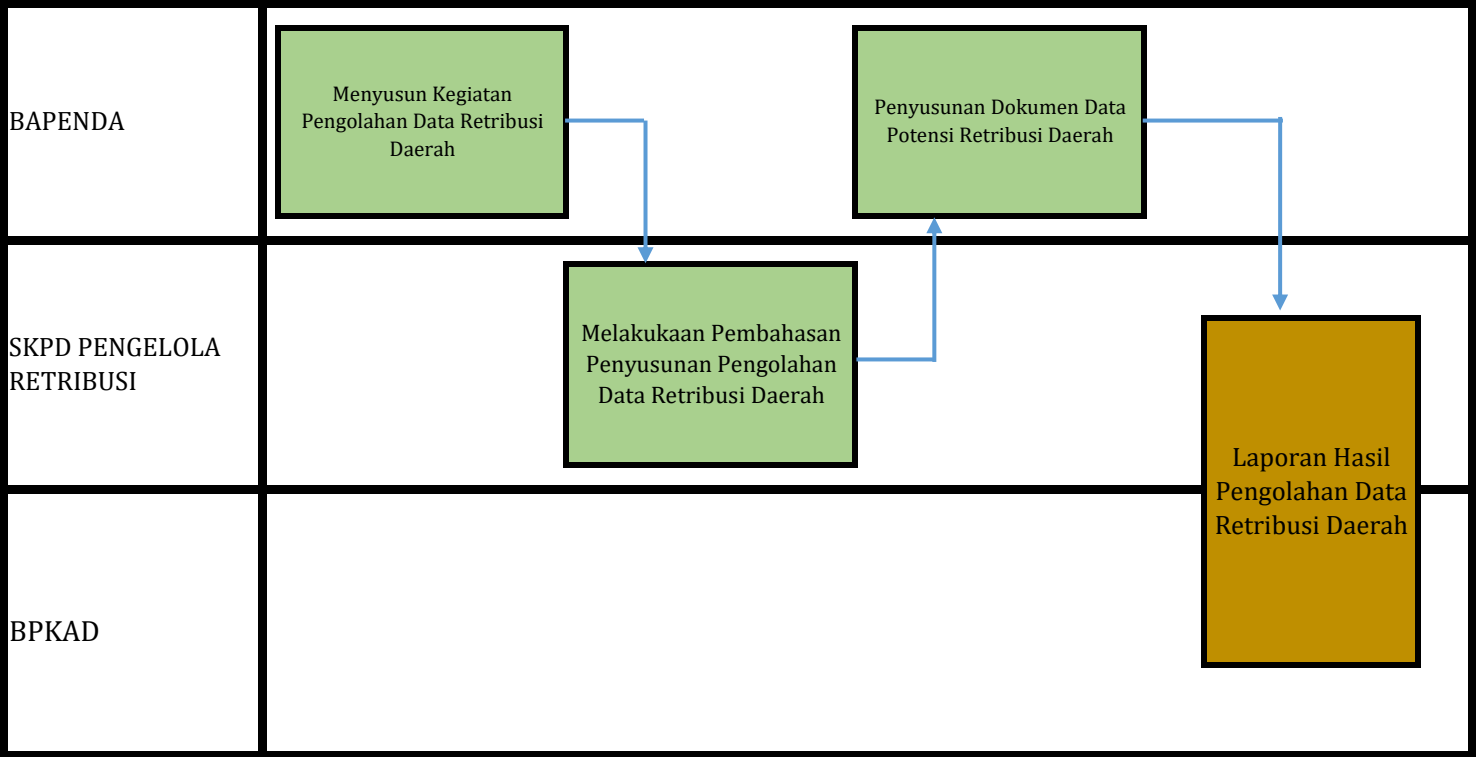 BAPENDA
Menyusun Kegiatan
Pengolahan Data Retribusi
Daerah
Penyusunan Dokumen Data
Potensi Retribusi Daerah
SKPD PENGELOLA
RETRIBUSI
Melakukaan Pembahasan
Penyusunan Pengolahan
Data Retribusi Daerah
Laporan Hasil
Pengolahan Data
Retribusi Daerah
BPKAD